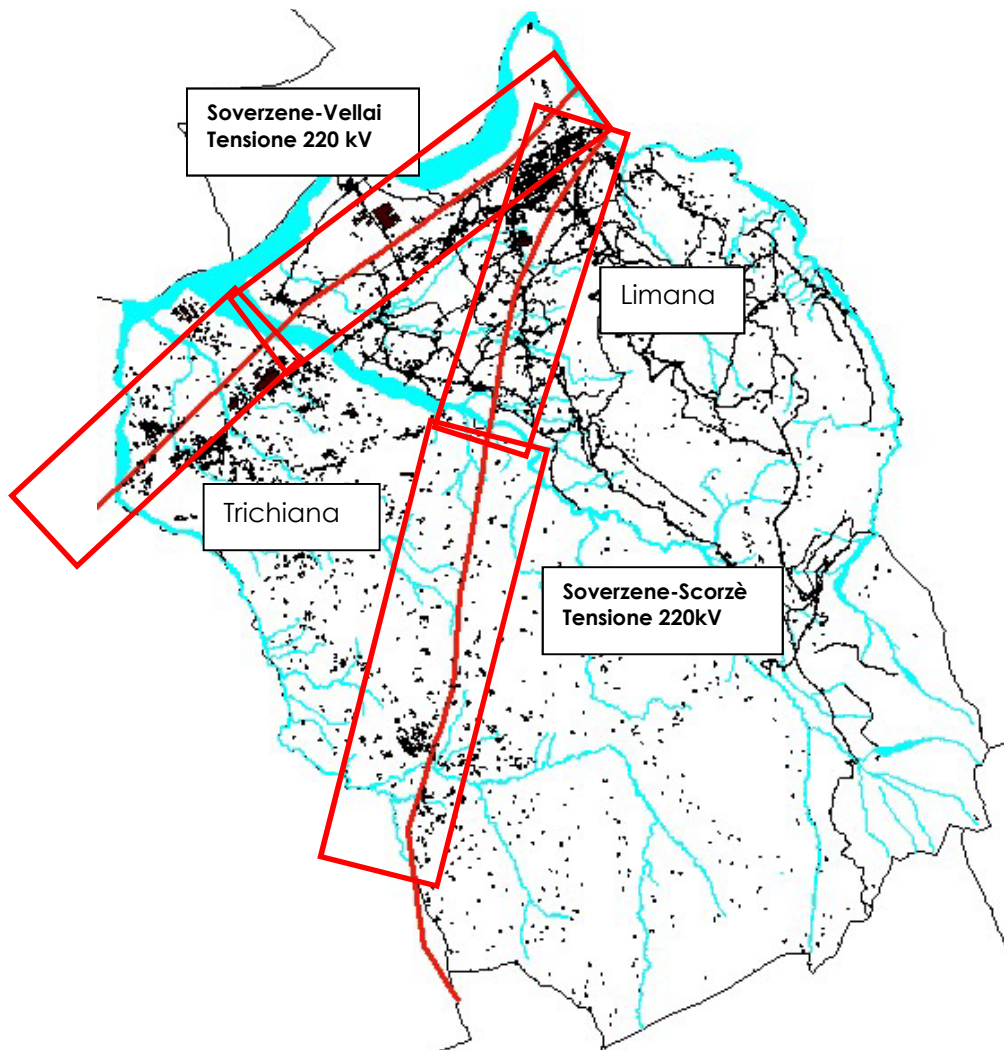 Soverzene-Vellai
Tensione 220 kV
Limana
Trichiana
Soverzene-Scorzè
Tensione 220kV